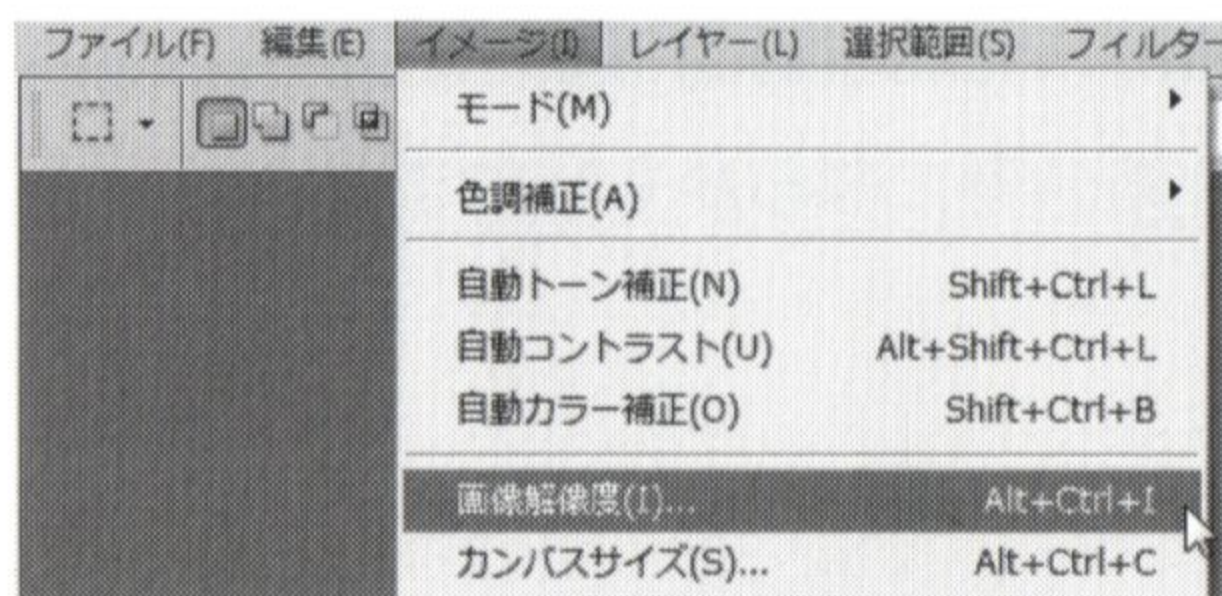 ファイル(F) 編集(E) イメージ(I) レイヤー(L) 選択範囲(S) フィルター
モード(M)
色調補正(A)
自動トーン補正(N) Shift+Ctrl+L
自動コントラスト(U) Alt+Shift+Ctrl+L
自動カラー補正(O) Shift+Ctrl+B
画像解像度(I)... Alt+Ctrl+I
カンバスサイズ(S)... Alt+Ctrl+C